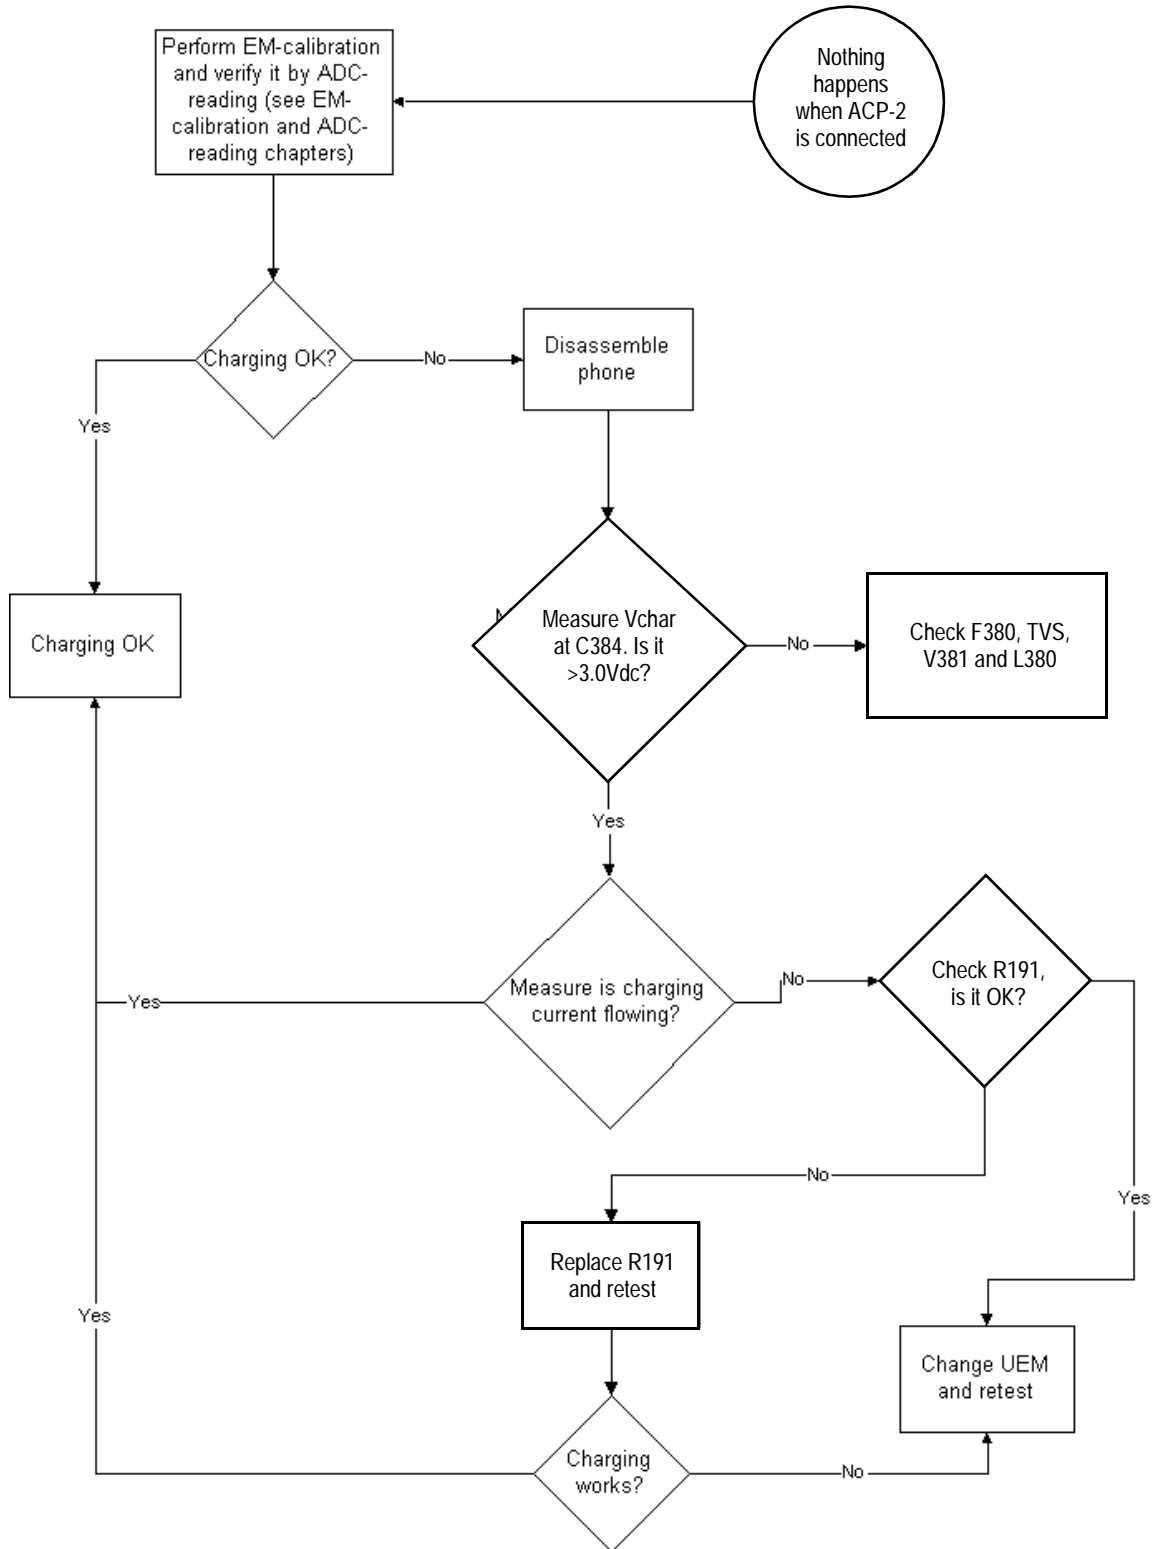 Perform EM-calibration
and verify it by ADC-
reading (see EM-
calibration and ADC-
reading chapters)
Nothing
happens
when ACP-2
is connected
Charging OK?
No
Disassemble
phone
Yes
Charging OK
Measure Vchar
at C384. Is it
>3.0Vdc?
No
Check F380, TVS,
V381 and L380
Yes
Measure is charging
current flowing?
Yes
No
Check R191,
is it OK?
No
Yes
Replace R191
and retest
Yes
Change UEM
and retest
Charging
works?
No